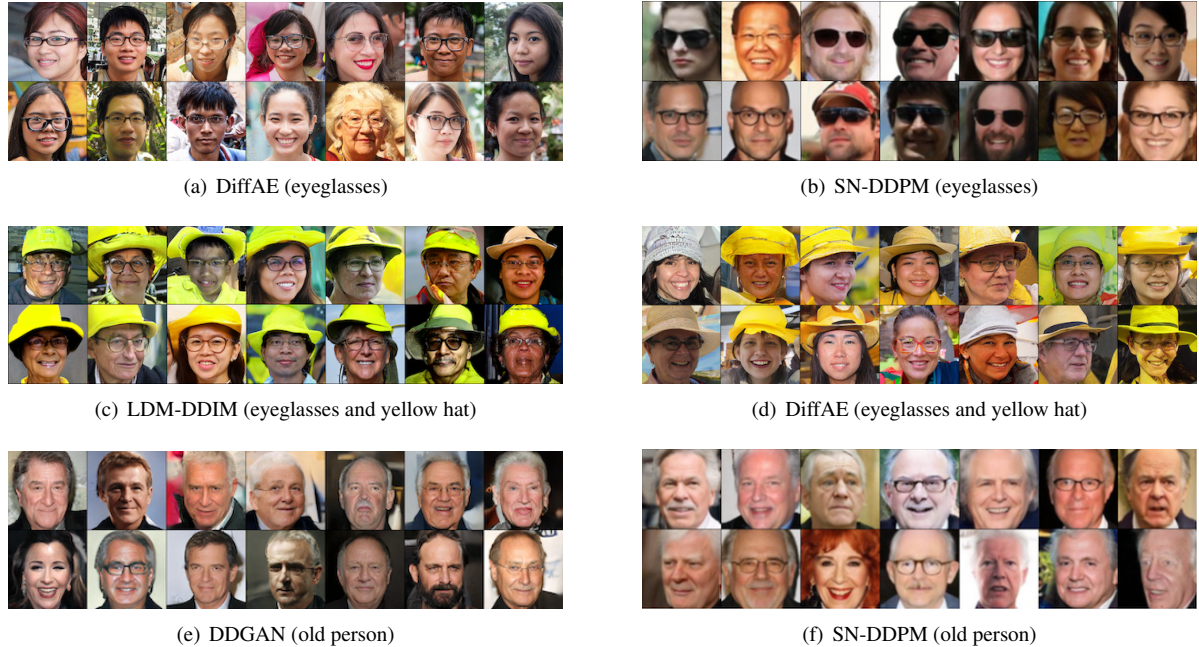 (a) DiffAE (eyeglasses)
(b) SN-DDPM (eyeglasses)
(c) LDM-DDIM (eyeglasses and yellow hat)
(d) DiffAE (eyeglasses and yellow hat)
(e) DDGAN (old person)
(f) SN-DDPM (old person)